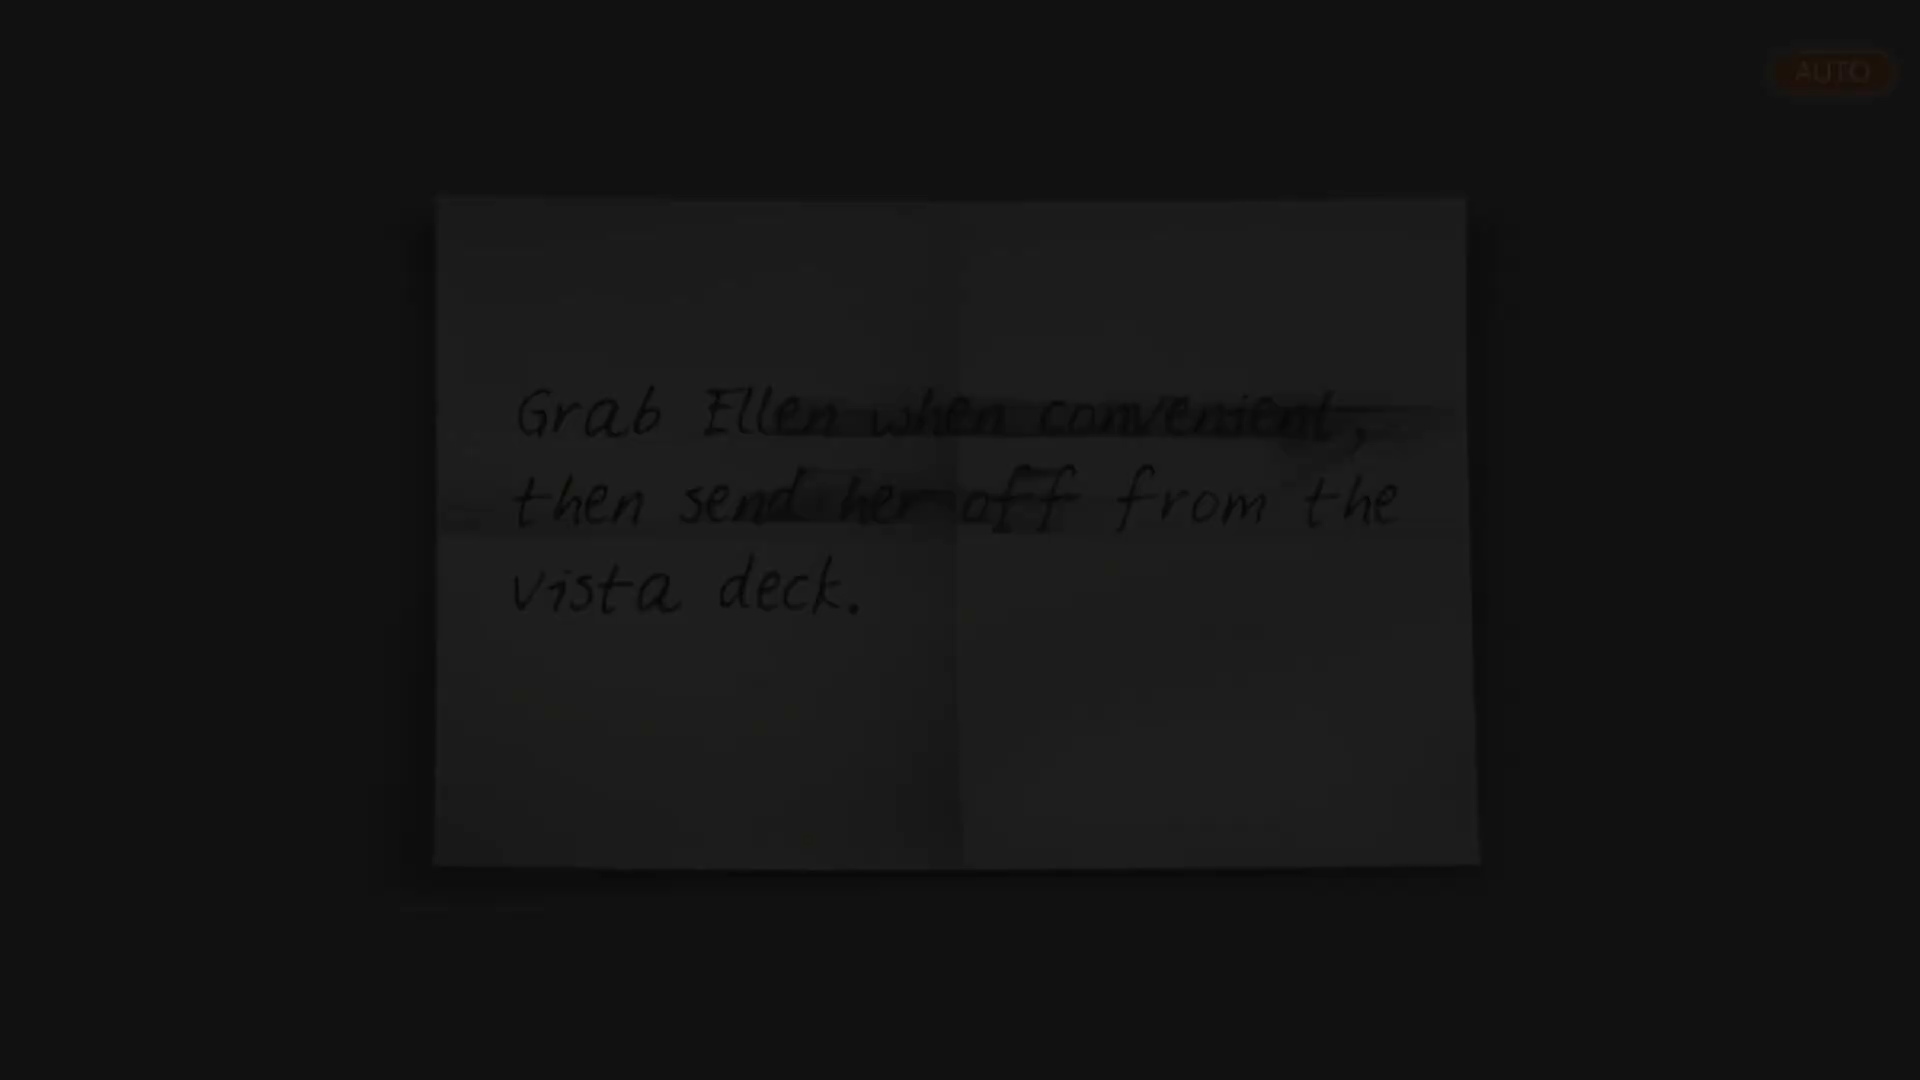 AUTO
Grab Ellen when convenient,
then send her off from the
vista deck.